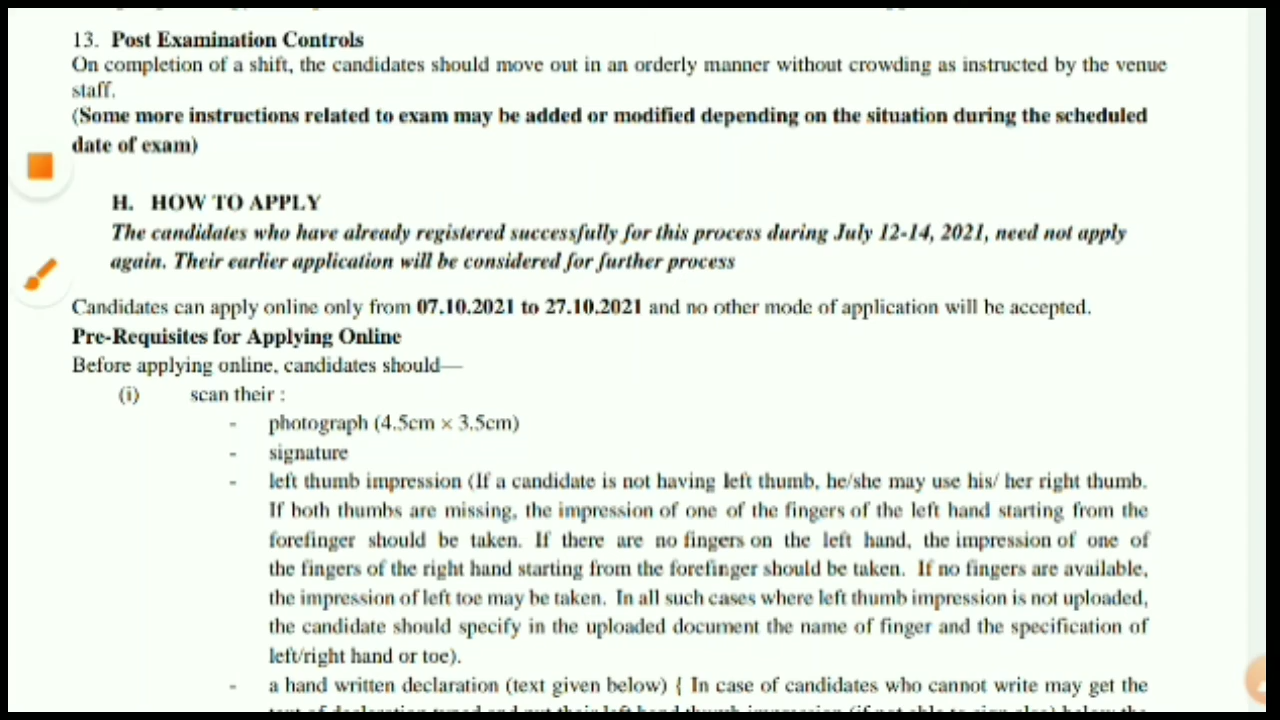 13. Post Examination Controls
On completion of a shift, the candidates should move out in an orderly manner without crowding as instructed by the venue
staff.
(Some more instructions related to exam may be added or modified depending on the situation during the scheduled
date of exam)
H. HOW TO APPLY
The candidates who have already registered successfully for this process during July 12-14, 2021, need not apply
again. Their earlier application will be considered for further process
Candidates can apply online only from 07.10.2021 to 27.10.2021 and no other mode of application will be accepted.
Pre-Requisites for Applying Online
Before applying online, candidates should—
(i) scan their :
- photograph (4.5cm × 3.5cm)
- signature
- left thumb impression (If a candidate is not having left thumb, he/she may use his/ her right thumb.
If both thumbs are missing, the impression of one of the fingers of the left hand starting from the
forefinger should be taken. If there are no fingers on the left hand, the impression of one of
the fingers of the right hand starting from the forefinger should be taken. If no fingers are available,
the impression of left toe may be taken. In all such cases where left thumb impression is not uploaded,
the candidate should specify in the uploaded document the name of finger and the specification of
left/right hand or toe).
- a hand written declaration (text given below) { In case of candidates who cannot write may get the